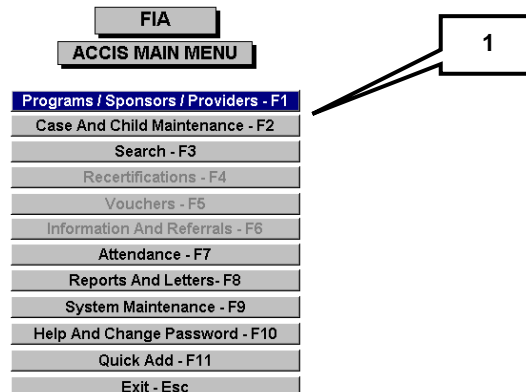 FIA
ACCIS MAIN MENU
1
Programs / Sponsors / Providers - F1
Case And Child Maintenance - F2
Search - F3
Recertifications - F4
Vouchers - F5
Information And Referrals - F6
Attendance - F7
Reports And Letters- F8
System Maintenance - F9
Help And Change Password - F10
Quick Add - F11
Exit - Esc